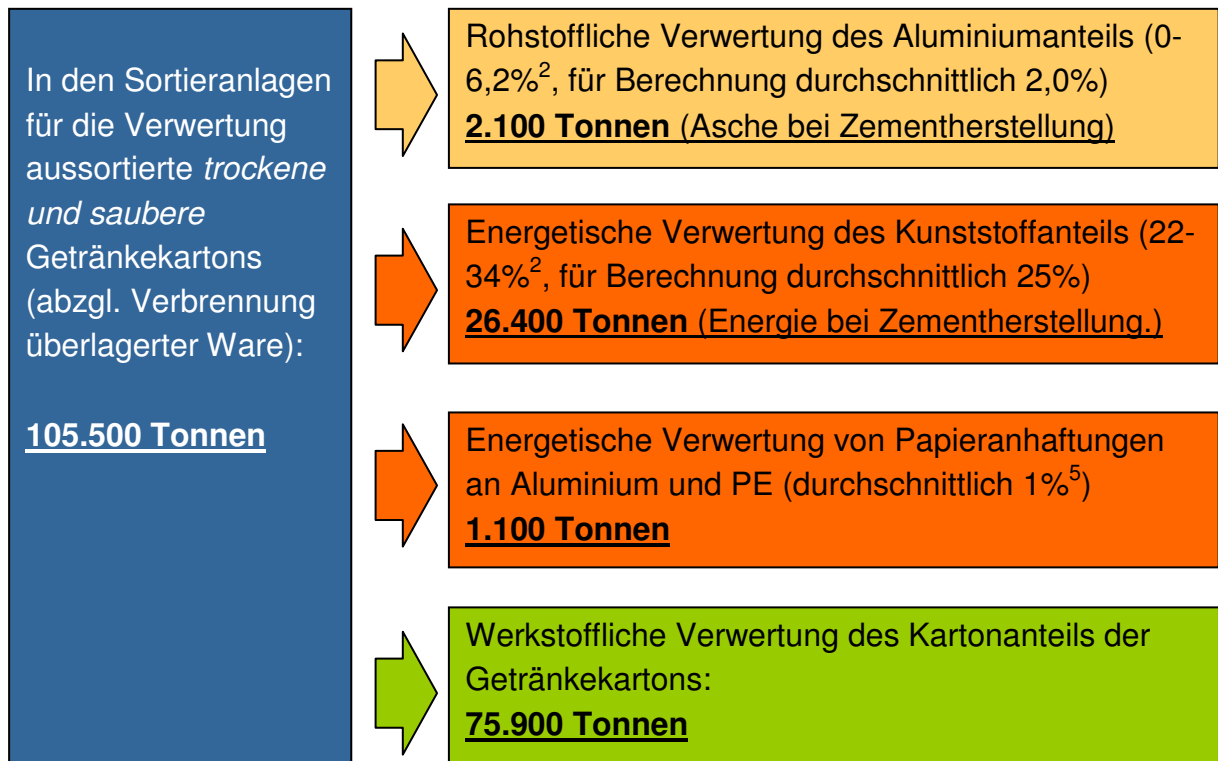 In den Sortieranlagen
für die Verwertung
aussortierte trockene
und saubere
Getränkekartons
(abzgl. Verbrennung
überlagerter Ware):
105.500 Tonnen
Rohstoffliche Verwertung des Aluminiumanteils (0-
6,2%², für Berechnung durchschnittlich 2,0%)
2.100 Tonnen (Asche bei Zementherstellung)
Energetische Verwertung des Kunststoffanteils (22-
34%², für Berechnung durchschnittlich 25%)
26.400 Tonnen (Energie bei Zementherstellung.)
Energetische Verwertung von Papieranhaftungen
an Aluminium und PE (durchschnittlich 1%⁵)
1.100 Tonnen
Werkstoffliche Verwertung des Kartonanteils der
Getränkekartons:
75.900 Tonnen